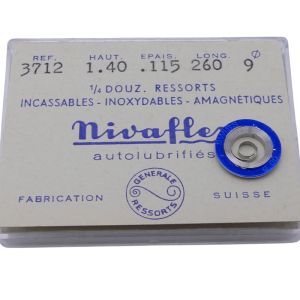 REF. HAUT. EPAIS. LONG. Ø
3712 1.40 .115 260 9
1/4 DOUZ. RESSORTS
INCASSABLES - INOXYDABLES - AMAGNÉTIQUES
autolubrifiés
GENERALE RESSORTS
FABRICATION SUISSE